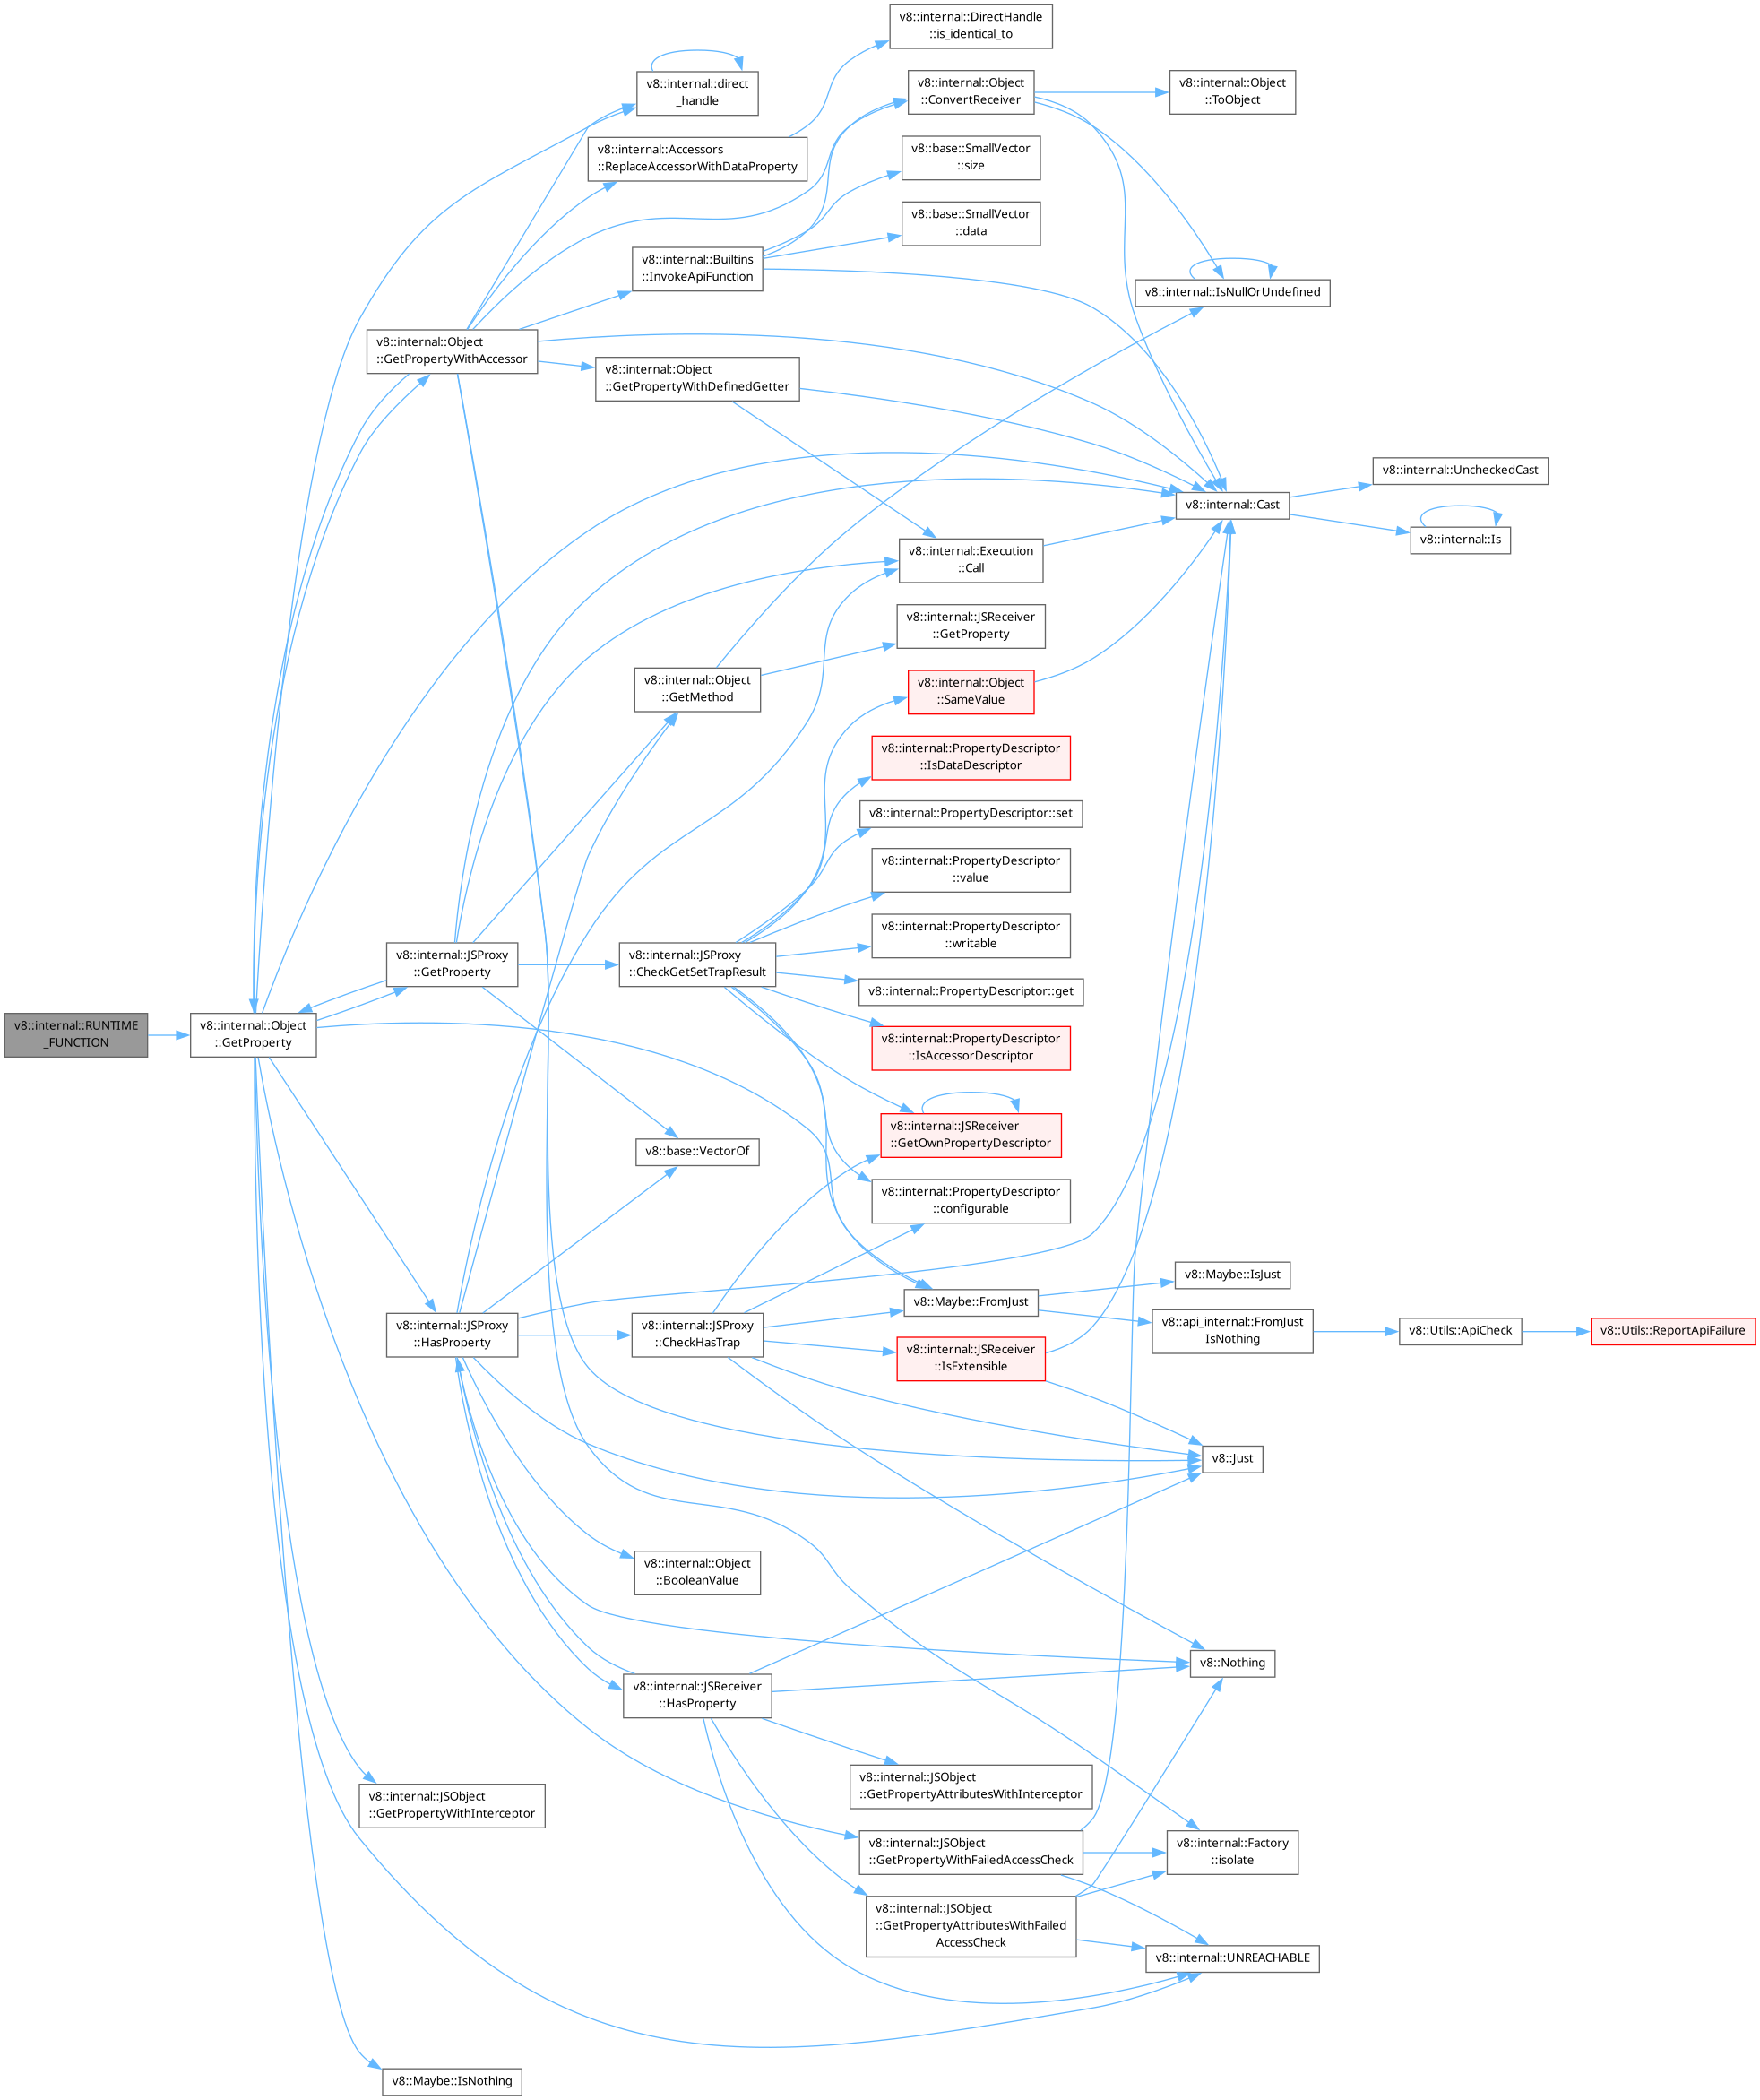 v8::internal::DirectHandle
::is_identical_to
v8::internal::direct
_handle
v8::internal::Object
::ConvertReceiver
v8::internal::Object
::ToObject
v8::internal::Accessors
::ReplaceAccessorWithDataProperty
v8::base::SmallVector
::size
v8::base::SmallVector
::data
v8::internal::Builtins
::InvokeApiFunction
v8::internal::IsNullOrUndefined
v8::internal::Object
::GetPropertyWithAccessor
v8::internal::Object
::GetPropertyWithDefinedGetter
v8::internal::UncheckedCast
v8::internal::Cast
v8::internal::Is
v8::internal::Execution
::Call
v8::internal::JSReceiver
::GetProperty
v8::internal::Object
::GetMethod
v8::internal::Object
::SameValue
v8::internal::PropertyDescriptor
::IsDataDescriptor
v8::internal::PropertyDescriptor::set
v8::internal::PropertyDescriptor
::value
v8::internal::PropertyDescriptor
::writable
v8::internal::JSProxy
::GetProperty
v8::internal::JSProxy
::CheckGetSetTrapResult
v8::internal::PropertyDescriptor::get
v8::internal::RUNTIME
_FUNCTION
v8::internal::Object
::GetProperty
v8::internal::PropertyDescriptor
::IsAccessorDescriptor
v8::internal::JSReceiver
::GetOwnPropertyDescriptor
v8::base::VectorOf
v8::internal::PropertyDescriptor
::configurable
v8::Maybe::IsJust
v8::Maybe::FromJust
v8::internal::JSProxy
::HasProperty
v8::internal::JSProxy
::CheckHasTrap
v8::api_internal::FromJust
IsNothing
v8::Utils::ApiCheck
v8::Utils::ReportApiFailure
v8::internal::JSReceiver
::IsExtensible
v8::Just
v8::internal::Object
::BooleanValue
v8::Nothing
v8::internal::JSReceiver
::HasProperty
v8::internal::JSObject
::GetPropertyWithInterceptor
v8::internal::JSObject
::GetPropertyAttributesWithInterceptor
v8::internal::JSObject
::GetPropertyWithFailedAccessCheck
v8::internal::Factory
::isolate
v8::internal::JSObject
::GetPropertyAttributesWithFailed
AccessCheck
v8::internal::UNREACHABLE
v8::Maybe::IsNothing